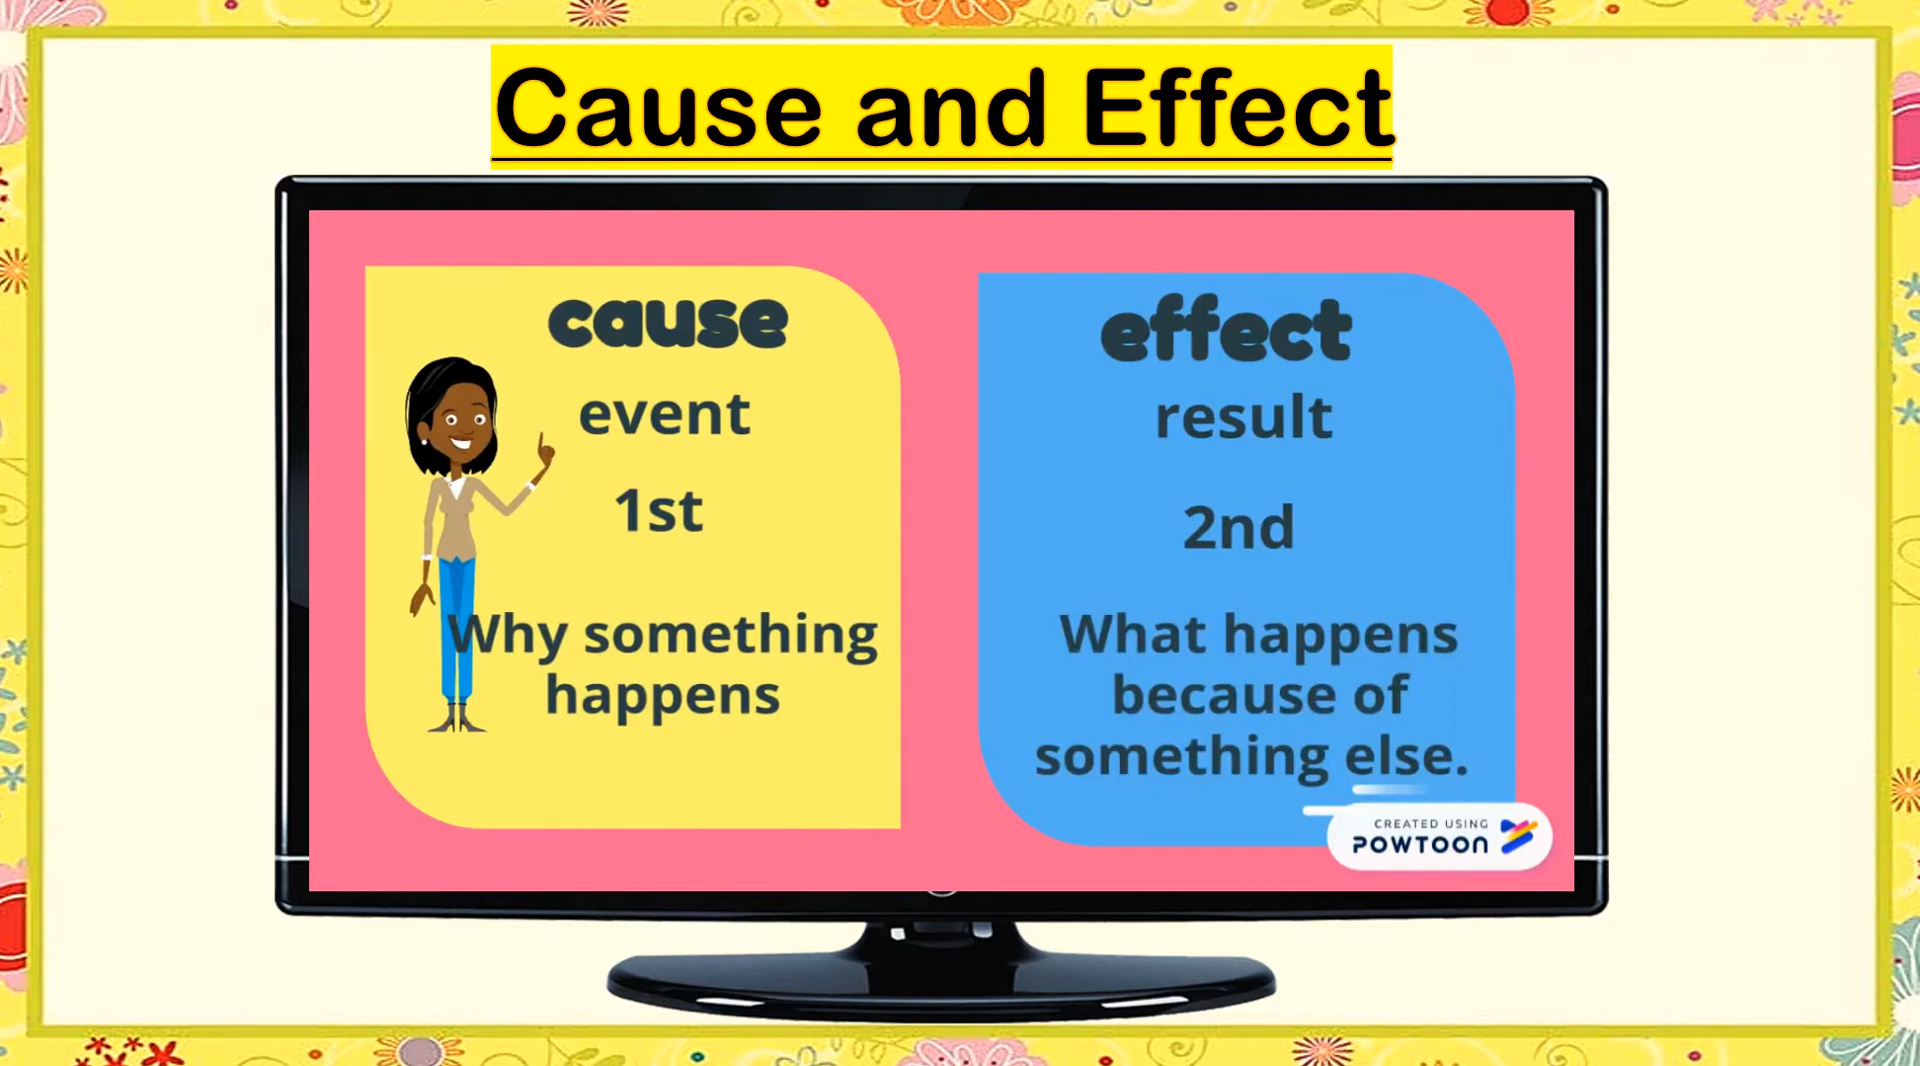 Cause and Effect
cause
event
1st
Why something
happens
effect
result
2nd
What happens
because of
something else.
CREATED USING
POWTOON